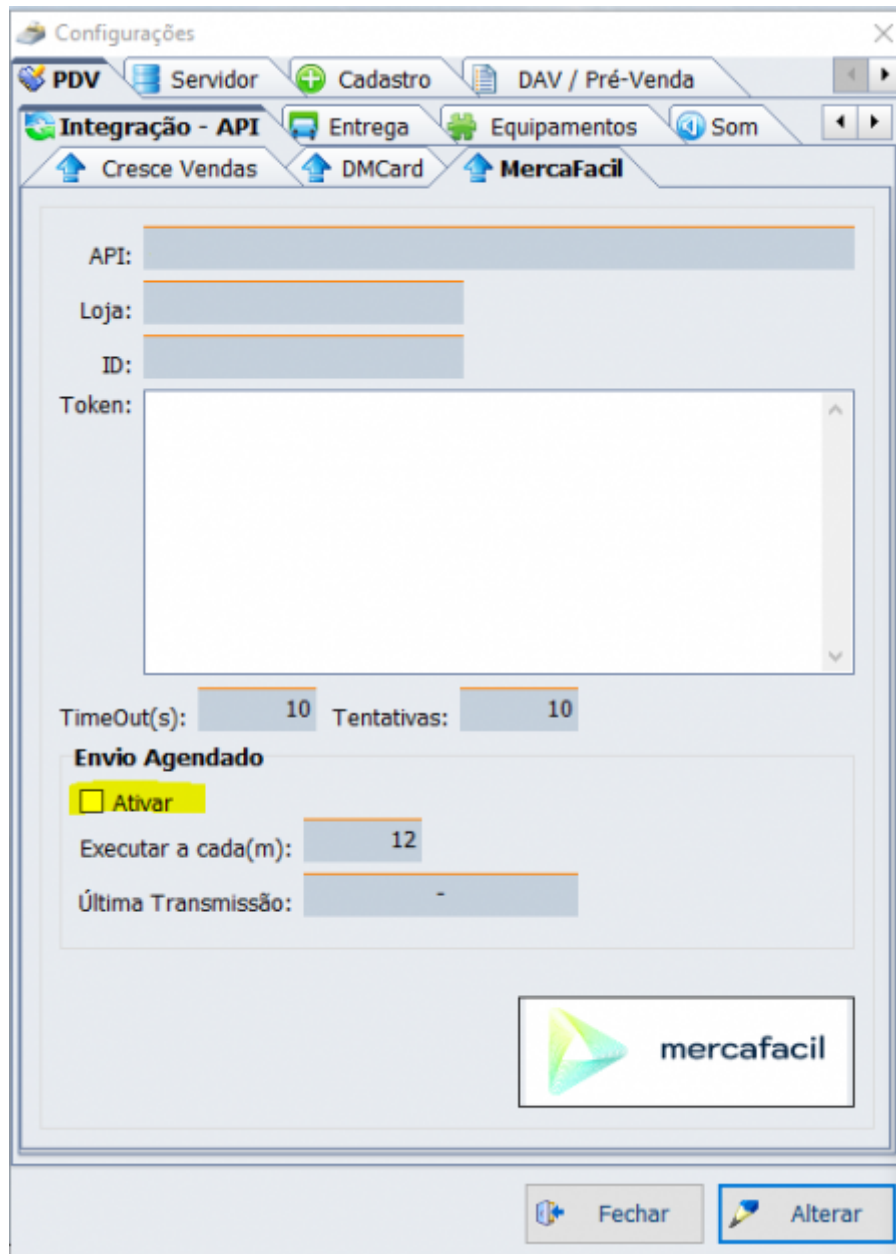 Configurações
PDV Servidor Cadastro DAV / Pré-Venda
Integração - API Entrega Equipamentos Som
Cresce Vendas DMCard MercaFacil
API:
Loja:
ID:
Token:
TimeOut(s): 10 Tentativas: 10
Envio Agendado
Ativar
Executar a cada(m): 12
Última Transmissão: -
mercafacil
Fechar Alterar